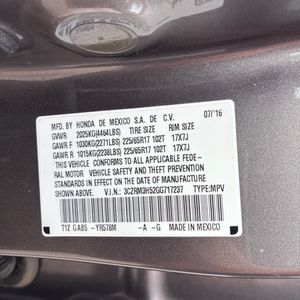 MFD. BY HONDA DE MEXICO S.A. DE C.V. 07/16
GVWR 2025KG(4464LBS) TIRE SIZE RIM SIZE
GAWR F 1030KG(2271LBS) 225/65R17 102T 17X7J
GAWR R 1015KG(2238LBS) 225/65R17 102T 17X7J
THIS VEHICLE CONFORMS TO ALL APPLICABLE FEDE-
RAL MOTOR VEHICLE SAFETY AND THEFT PREVENTION
STANDARDS IN EFFECT ON THE DATE OF MANUFACTURE
SHOWN ABOVE. V.I.N.: 3CZRM3H52GG717237 TYPE:MPV
T1Z GAB5 -YR578M -A -G MADE IN MEXICO